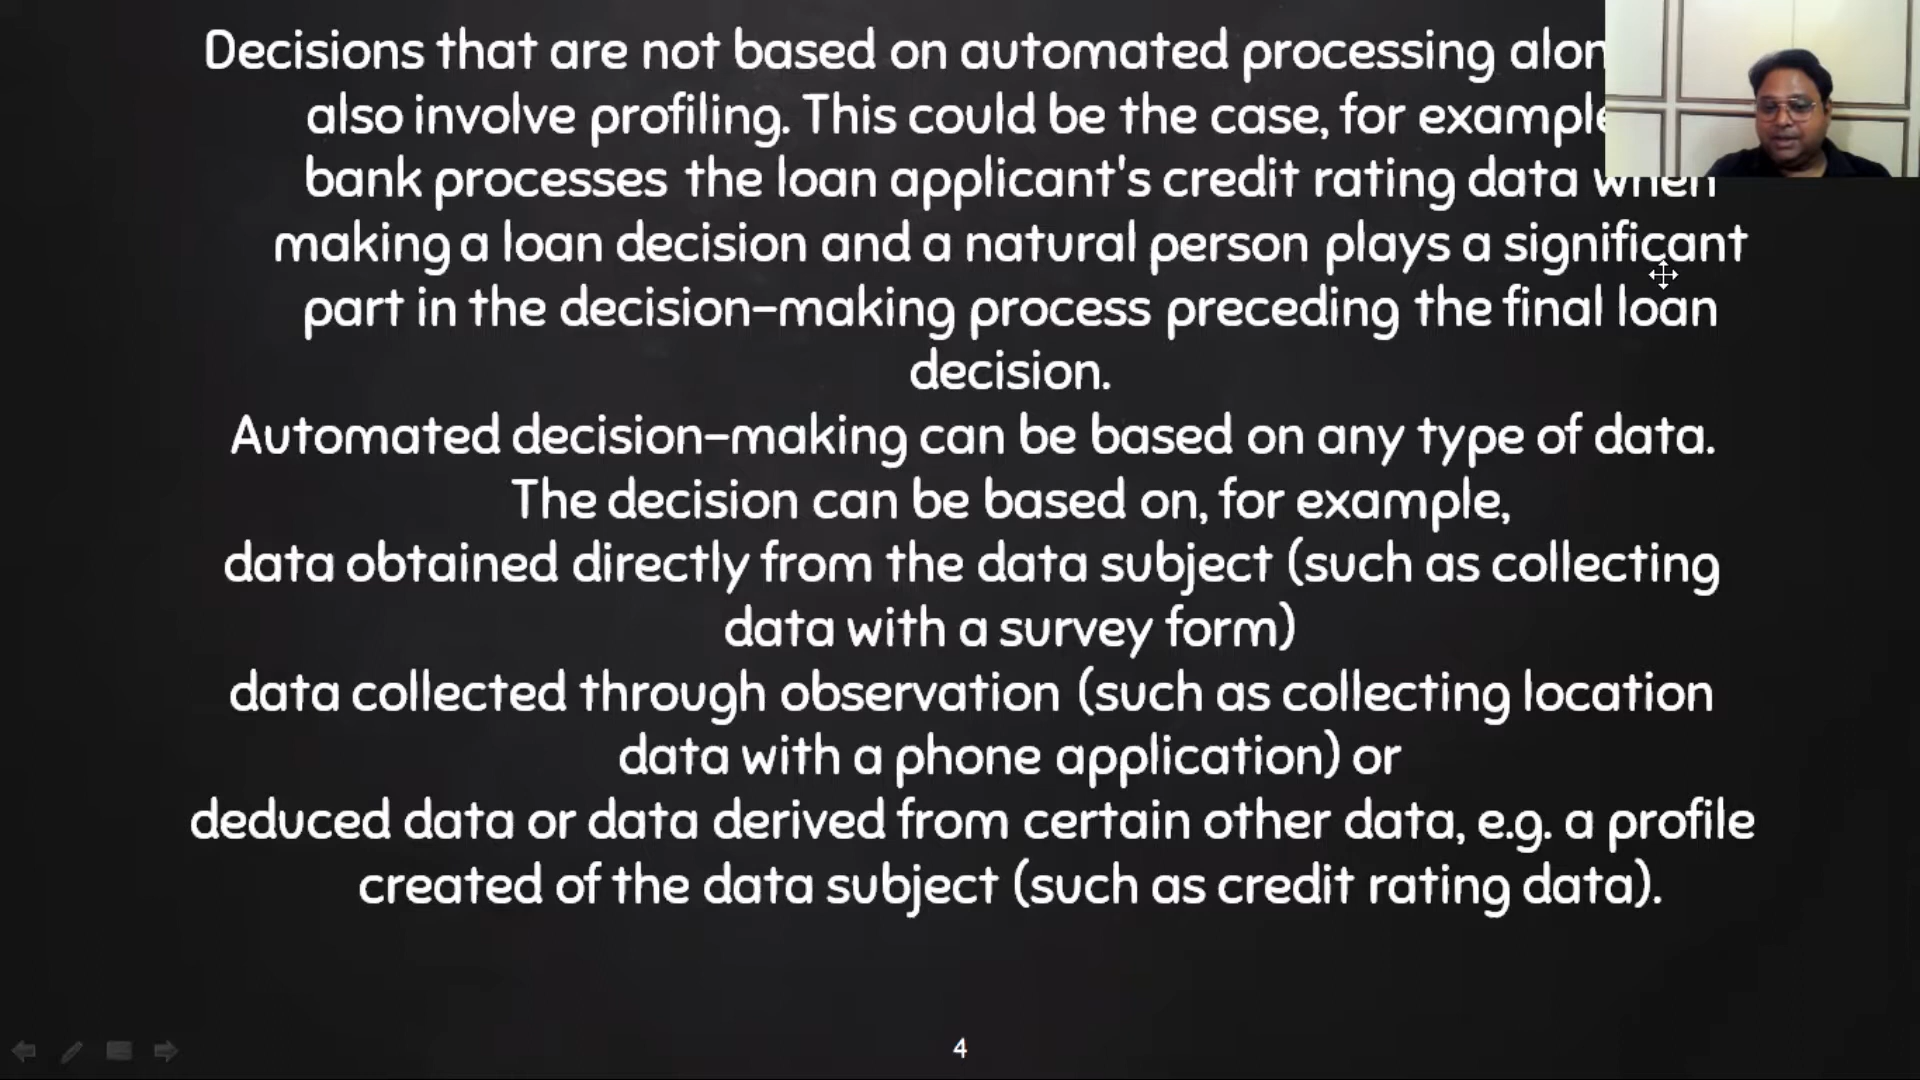 Decisions that are not based on automated processing alon
also involve profiling. This could be the case, for example
bank processes the loan applicant's credit rating data when
making a loan decision and a natural person plays a significant
part in the decision-making process preceding the final loan
decision.
Automated decision-making can be based on any type of data.
The decision can be based on, for example,
data obtained directly from the data subject (such as collecting
data with a survey form)
data collected through observation (such as collecting location
data with a phone application) or
deduced data or data derived from certain other data, e.g. a profile
created of the data subject (such as credit rating data).
4